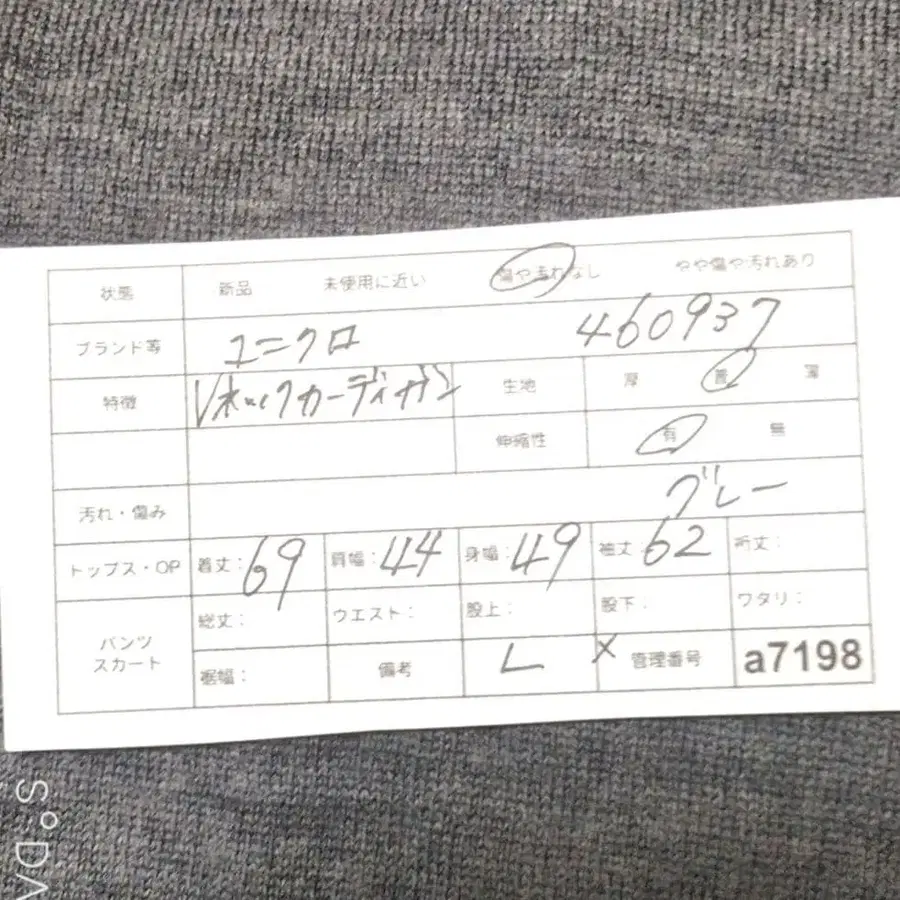 状態 新品 未使用に近い 傷や汚れなし やや傷や汚れあり
ブランド等 ユニクロ 460937
特徴 Vネックカーディガン 生地 厚 普 薄
伸縮性 有 無
汚れ・傷み グレー
トップス・OP 着丈: 69 肩幅: 44 身幅: 49 袖丈: 62 裄丈:
パンツ スカート 総丈: ウエスト: 股上: 股下: ワタリ:
裾幅: 備考 L X 管理番号 a7198